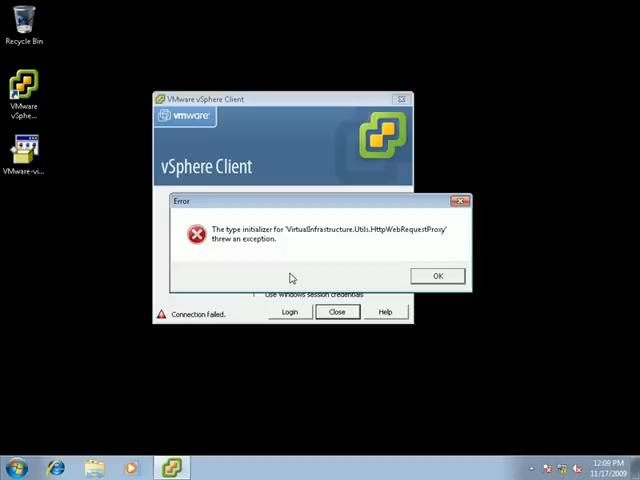 Recycle Bin
VMware
vSphe...
VMware-vi...
VMware vSphere Client
vmware
vSphere Client
Error
The type initializer for 'VirtualInfrastructure.Utils.HttpWebRequestProxy'
threw an exception.
OK
Use Windows session credentials
Connection failed.
Login
Close
Help
12:09 PM
11/17/2009